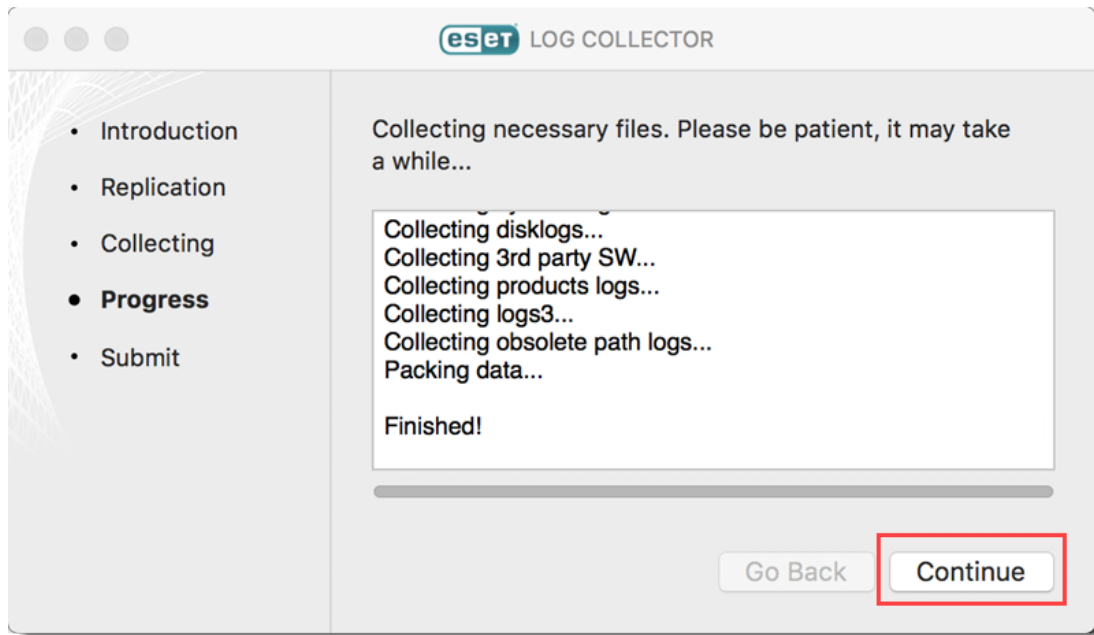 eset LOG COLLECTOR
• Introduction
• Replication
• Collecting
• Progress
• Submit
Collecting necessary files. Please be patient, it may take
a while...
Collecting disklogs...
Collecting 3rd party SW...
Collecting products logs...
Collecting logs3...
Collecting obsolete path logs...
Packing data...
Finished!
Go Back
Continue